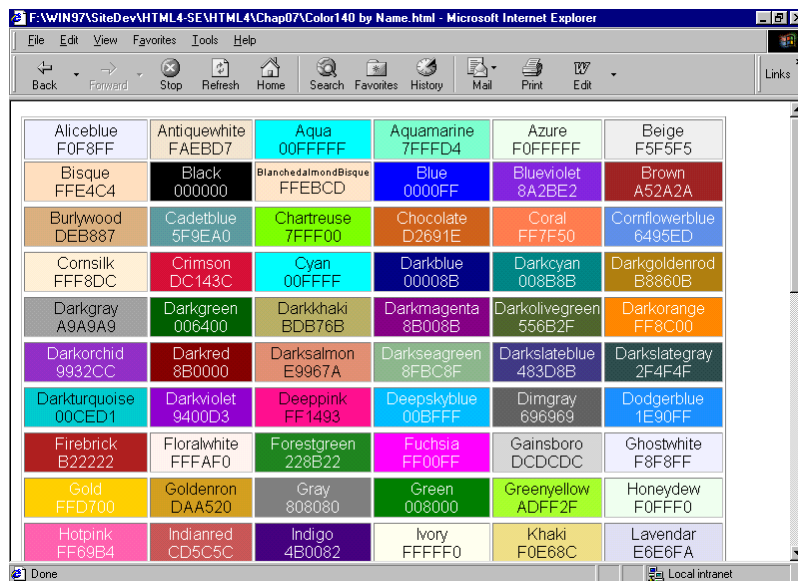 F:\WIN97\SiteDev\HTML4-SE\HTML4\Chap07\Color140 by Name.html - Microsoft Internet Explorer
File Edit View Favorites Tools Help
Back Forward Stop Refresh Home Search Favorites History Mail Print Edit Links
Aliceblue Antiquewhite Aqua Aquamarine Azure Beige
F0F8FF FAEBD7 00FFFFF 7FFFD4 F0FFFFF F5F5F5
Bisque Black BlanchedalmondBisque Blue Blueviolet Brown
FFE4C4 000000 FFEBCD 0000FF 8A2BE2 A52A2A
Burlywood Cadetblue Chartreuse Chocolate Coral Cornflowerblue
DEB887 5F9EA0 7FFF00 D2691E FF7F50 6495ED
Cornsilk Crimson Cyan Darkblue Darkcyan Darkgoldenrod
FFF8DC DC143C 00FFFF 00008B 008B8B B8860B
Darkgray Darkgreen Darkkhaki Darkmagenta Darkolivegreen Darkorange
A9A9A9 006400 BDB76B 8B008B 556B2F FF8C00
Darkorchid Darkred Darksalmon Darkseagreen Darkslateblue Darkslategray
9932CC 8B0000 E9967A 8FBC8F 483D8B 2F4F4F
Darkturquoise Darkviolet Deeppink Deepskyblue Dimgray Dodgerblue
00CED1 9400D3 FF1493 00BFFF 696969 1E90FF
Firebrick Floralwhite Forestgreen Fuchsia Gainsboro Ghostwhite
B22222 FFFAF0 228B22 FF00FF DCDCDC F8F8FF
Gold Goldenron Gray Green Greenyellow Honeydew
FFD700 DAA520 808080 008000 ADFF2F F0FFF0
Hotpink Indianred Indigo Ivory Khaki Lavendar
FF69B4 CD5C5C 4B0082 FFFFF0 F0E68C E6E6FA
Done Local intranet